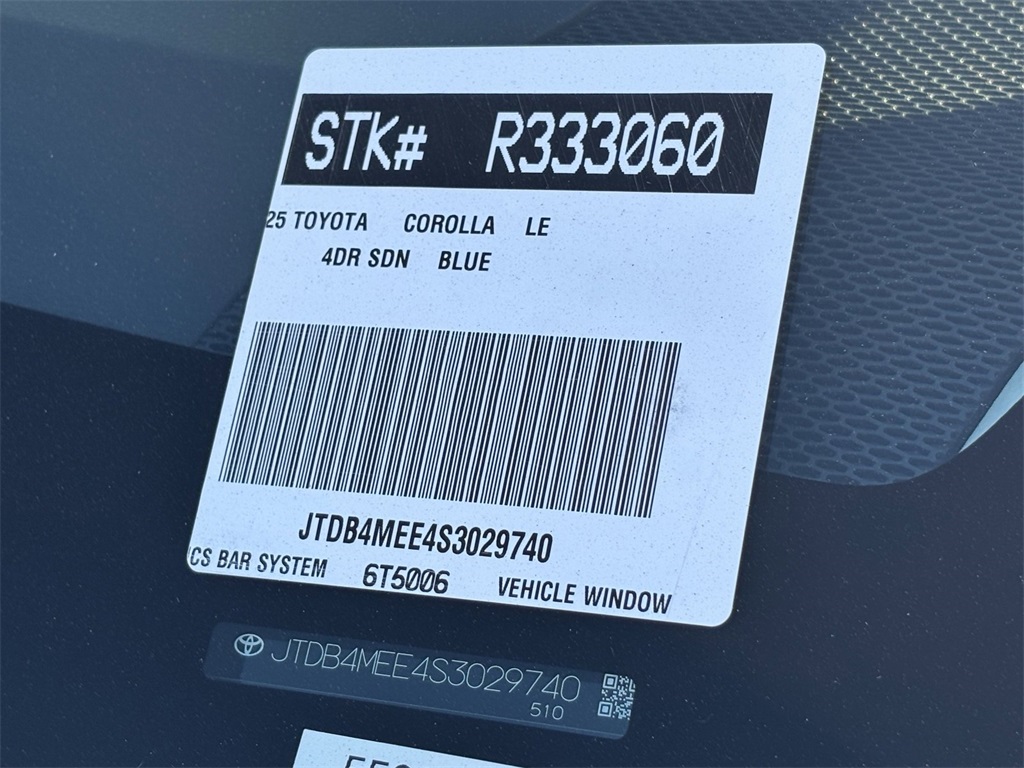 STK# R333060
25 TOYOTA COROLLA LE
4DR SDN BLUE
JTDB4MEE4S3029740
CS BAR SYSTEM 6T5006 VEHICLE WINDOW
JTDB4MEE4S3029740
510